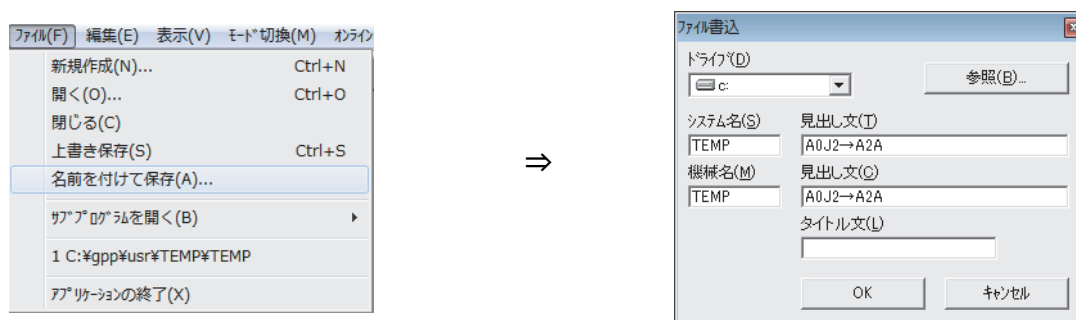 ﾌｧｲﾙ(F) 編集(E) 表示(V) ﾓｰﾄﾞ切換(M) ｵﾝﾗｲﾝ
新規作成(N)... Ctrl+N
開く(O)... Ctrl+O
閉じる(C)
上書き保存(S) Ctrl+S
名前を付けて保存(A)...
ｻﾌﾞﾌﾟﾛｸﾞﾗﾑを開く(B)
1 C:¥gpp¥usr¥TEMP¥TEMP
ｱﾌﾟﾘｹｰｼｮﾝの終了(X)
⇒
ﾌｧｲﾙ書込
ﾄﾞﾗｲﾌﾞ(D)
c:
参照(B)...
ｼｽﾃﾑ名(S) 見出し文(T)
TEMP A0J2→A2A
機械名(M) 見出し文(C)
TEMP A0J2→A2A
タイトル文(L)
OK ｷｬﾝｾﾙ